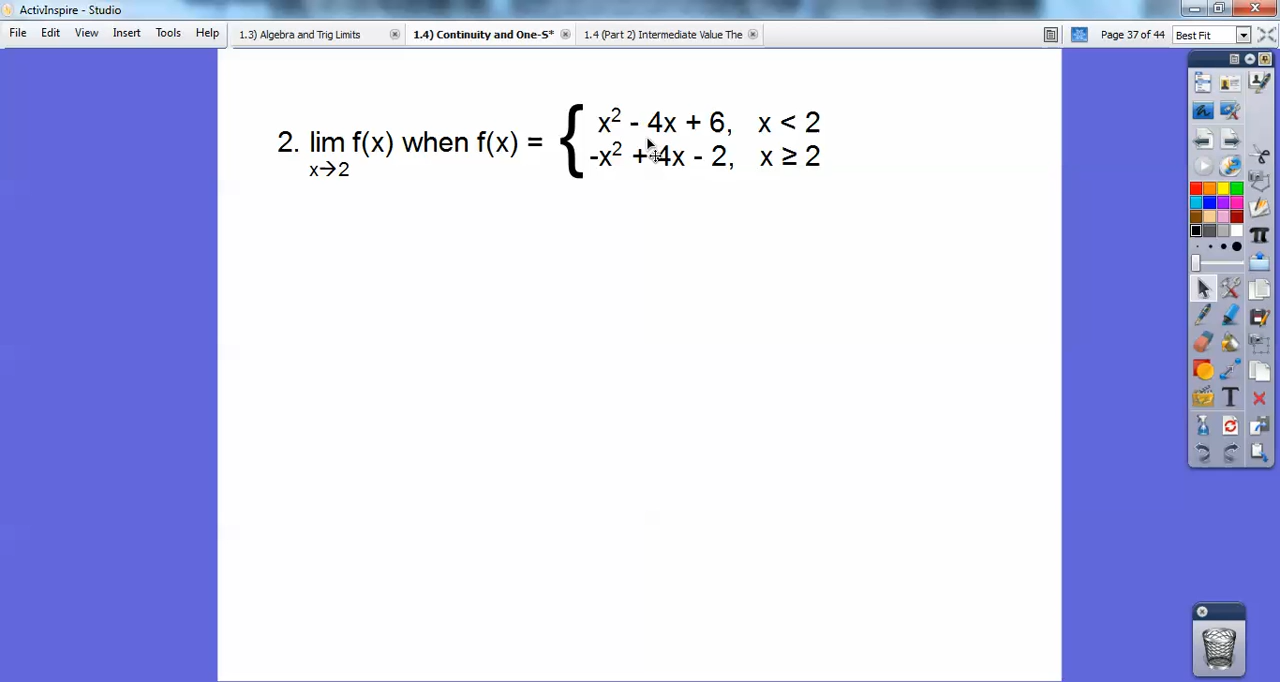 ActivInspire - Studio
File Edit View Insert Tools Help
1.3) Algebra and Trig Limits
1.4) Continuity and One-S*
1.4 (Part 2) Intermediate Value The
Page 37 of 44
Best Fit
2. lim f(x) when f(x) = { x² - 4x + 6, x < 2
x→2
-x² + 4x - 2, x ≥ 2
T